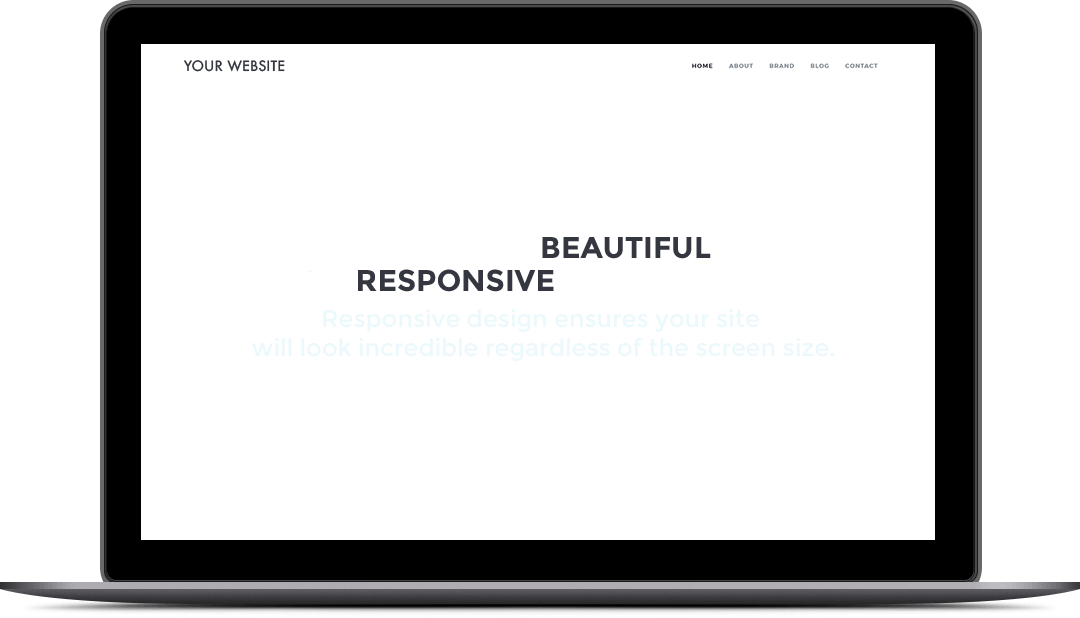 YOUR WEBSITE
HOME ABOUT BRAND BLOG CONTACT
BEAUTIFUL
RESPONSIVE
Responsive design ensures your site
will look incredible regardless of the screen size.